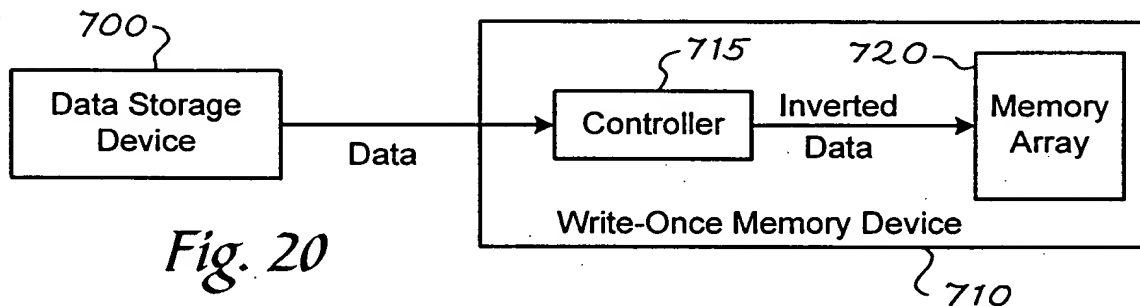 700
Data Storage
Device
Data
715
Controller
Inverted
Data
720
Memory
Array
Write-Once Memory Device
710
Fig. 20